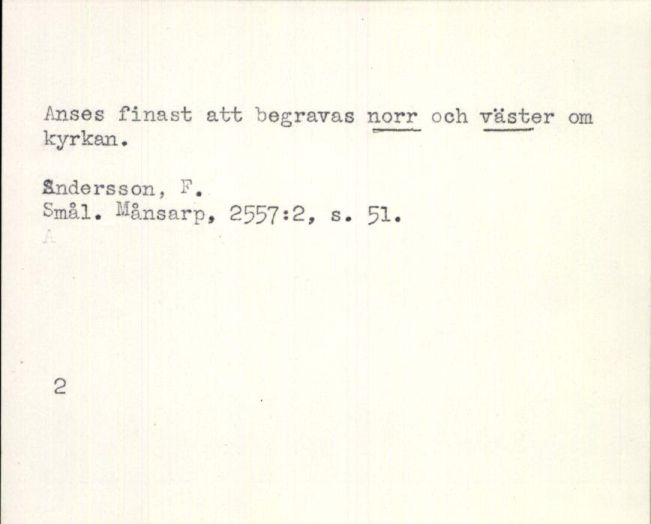 Anses finast att begravas norr och väster om
kyrkan.
Andersson, F.
Smål. Månsarp, 2557:2, s. 51.
A
2